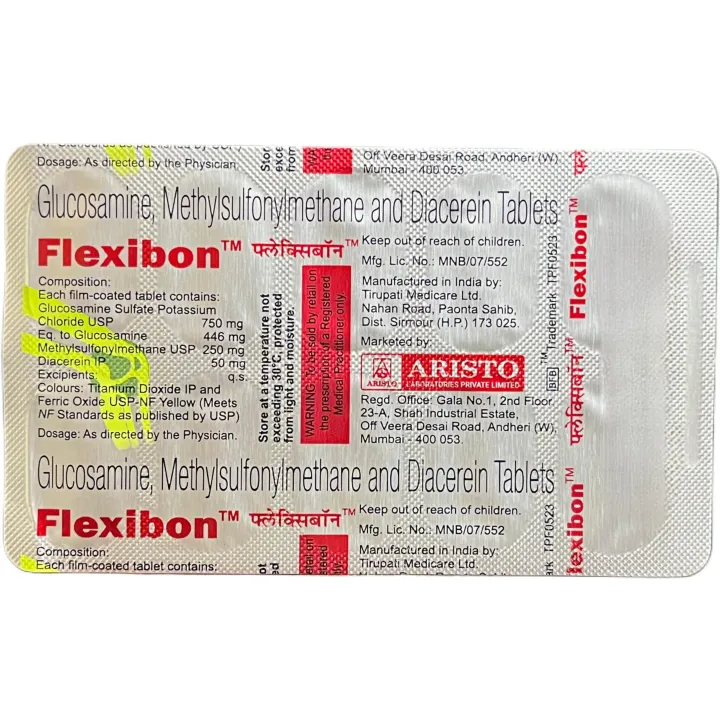 Dosage: As directed by the Physician.
Off Veera Desai Road, Andheri (W),
Mumbai - 400 053.
Glucosamine, Methylsulfonylmethane and Diacerein Tablets
Flexibon™ फ्लेक्सिबॉन™
Composition:
Each film-coated tablet contains:
Glucosamine Sulfate Potassium
Chloride USP 750 mg
Eq. to Glucosamine 446 mg
Methylsulfonylmethane USP 250 mg
Diacerein IP 50 mg
Excipients q.s.
Colours: Titanium Dioxide IP and
Ferric Oxide USP-NF Yellow (Meets
NF Standards as published by USP)
Dosage: As directed by the Physician.
Store at a temperature not
exceeding 30°C, protected
from light and moisture.
WARNING: To be sold by retail on
the prescription of a Registered
Medical Practitioner only.
Keep out of reach of children.
Mfg. Lic. No.: MNB/07/552
Manufactured in India by:
Tirupati Medicare Ltd.
Nahan Road, Paonta Sahib,
Dist. Sirmour (H.P.) 173 025.
Marketed by:
ARISTO
ARISTO
LABORATORIES PRIVATE LIMITED
Regd. Office: Gala No.1, 2nd Floor,
23-A, Shah Industrial Estate,
Off Veera Desai Road, Andheri (W),
Mumbai - 400 053.
™ Trademark TPF0523
Flexibon™
फ्लेक्सिबॉन™
Glucosamine, Methylsulfonylmethane and Diacerein Tablets
Flexibon™ फ्लेक्सिबॉन™
Composition:
Each film-coated tablet contains:
Store at
exceed
from
Keep out of reach of children.
Mfg. Lic. No.: MNB/07/552
Manufactured in India by:
Tirupati Medicare Ltd.
TPF0523
lexibon™